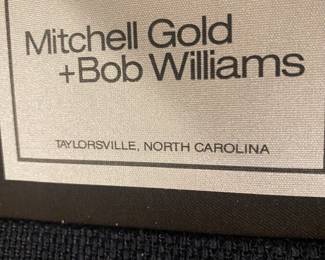 Mitchell Gold
+Bob Williams
TAYLORSVILLE, NORTH CAROLINA